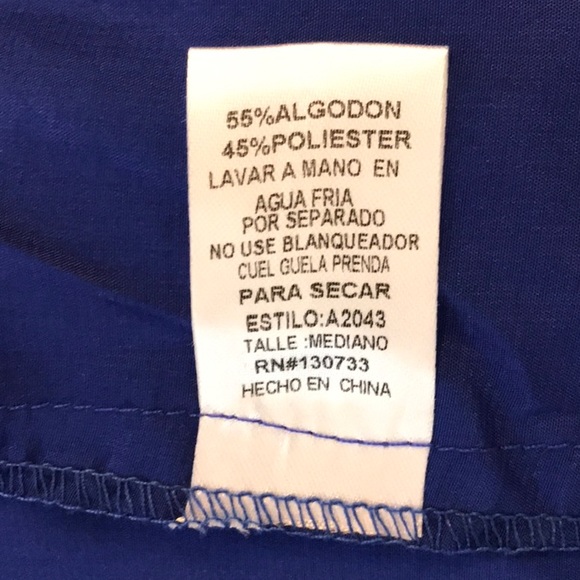 55%ALGODON
45%POLIESTER
LAVAR A MANO EN
AGUA FRIA
POR SEPARADO
NO USE BLANQUEADOR
CUEL GUELA PRENDA
PARA SECAR
ESTILO:A2043
TALLE :MEDIANO
RN#130733
HECHO EN CHINA